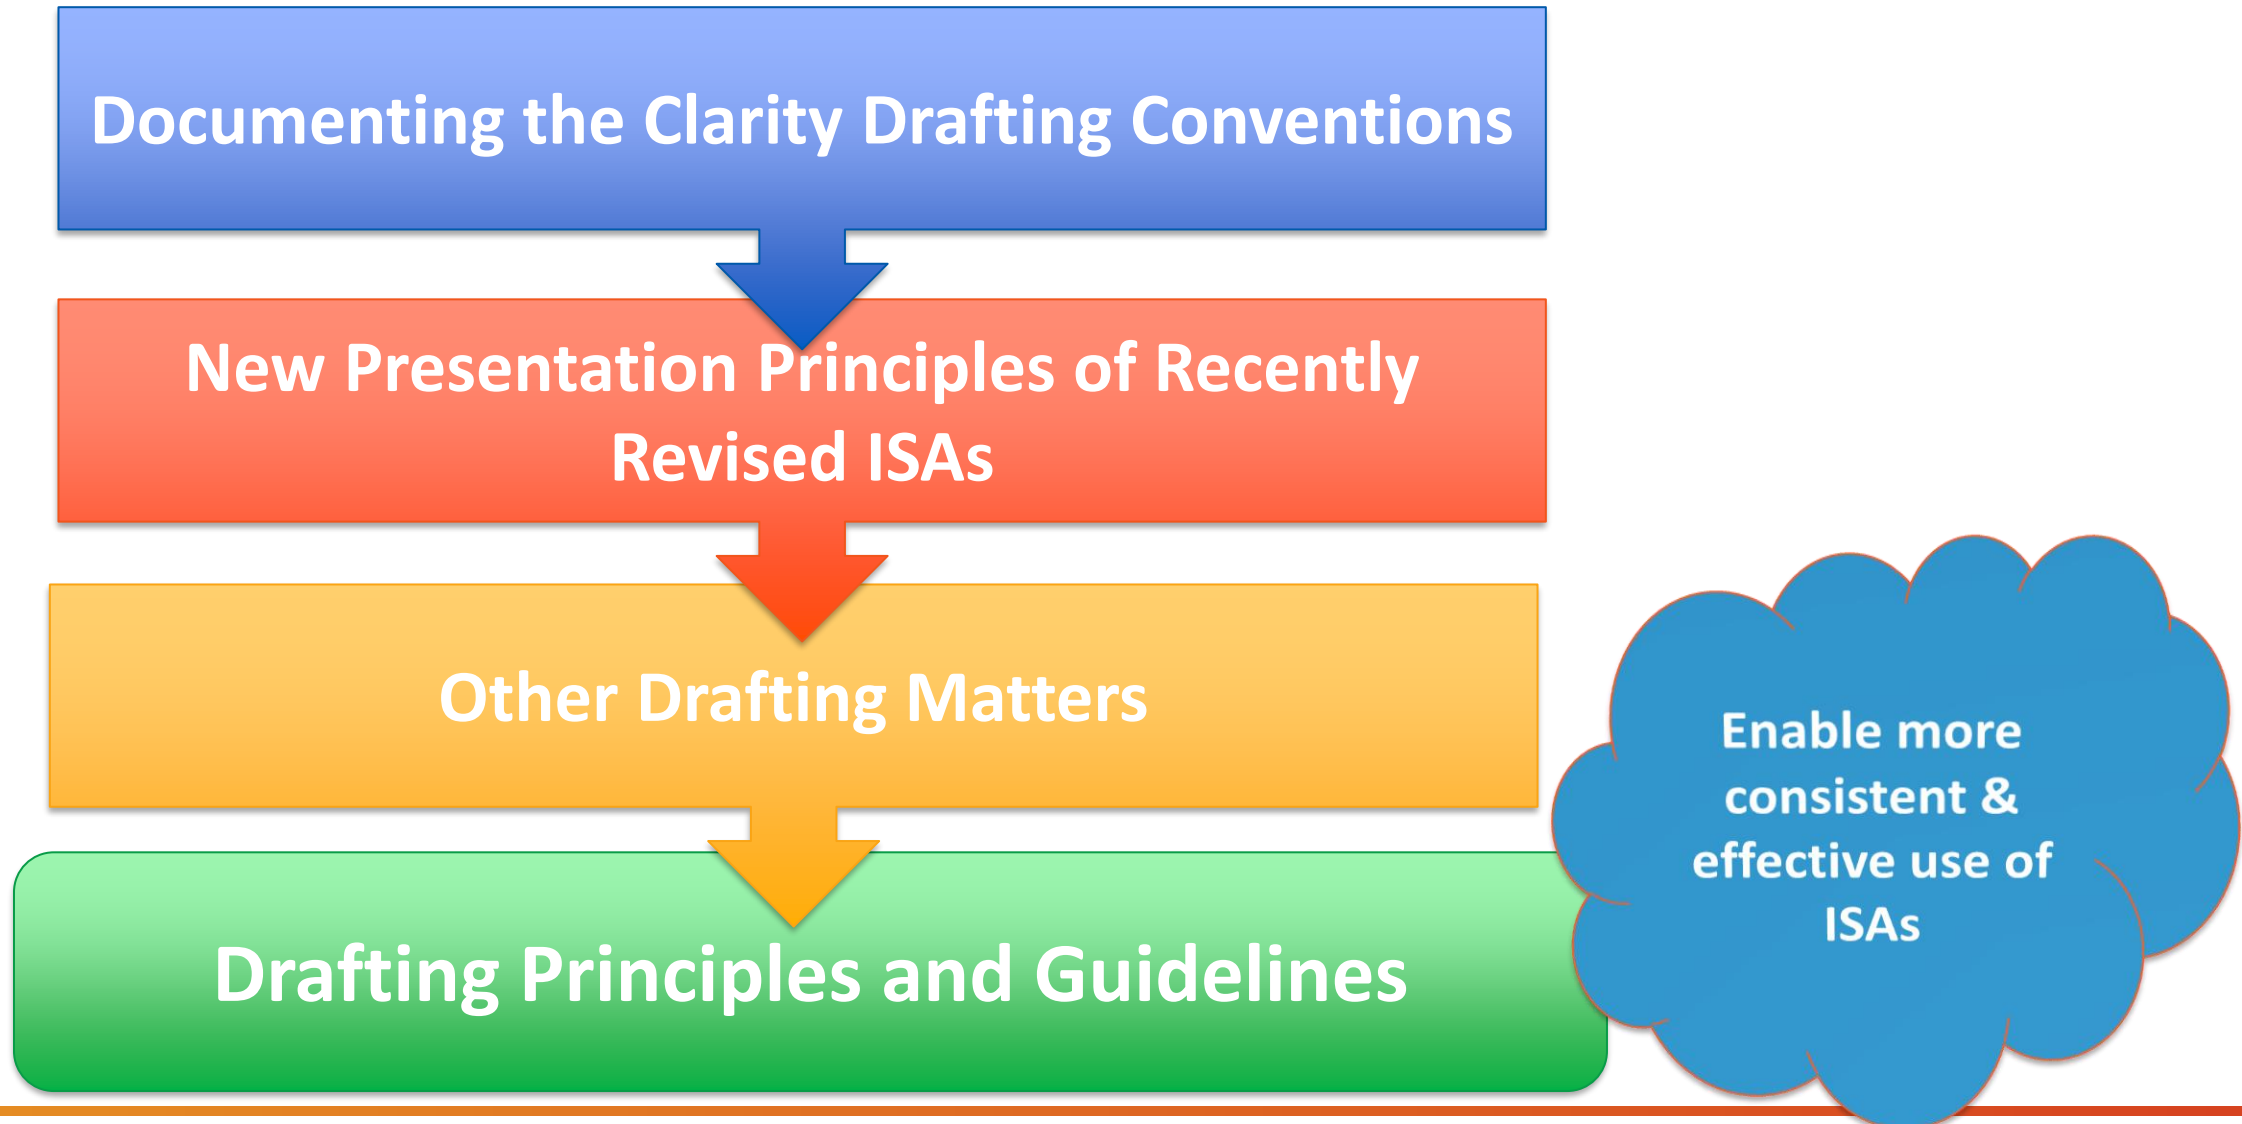 Documenting the Clarity Drafting Conventions
New Presentation Principles of Recently
Revised ISAs
Other Drafting Matters
Drafting Principles and Guidelines
Enable more
consistent &
effective use of
ISAs